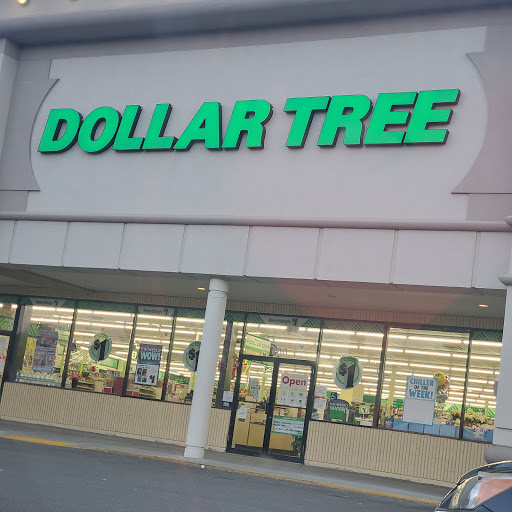 DOLLAR TREE
WOW!
$1
$1
Open
$1
CHILLER OF THE
WEEK!